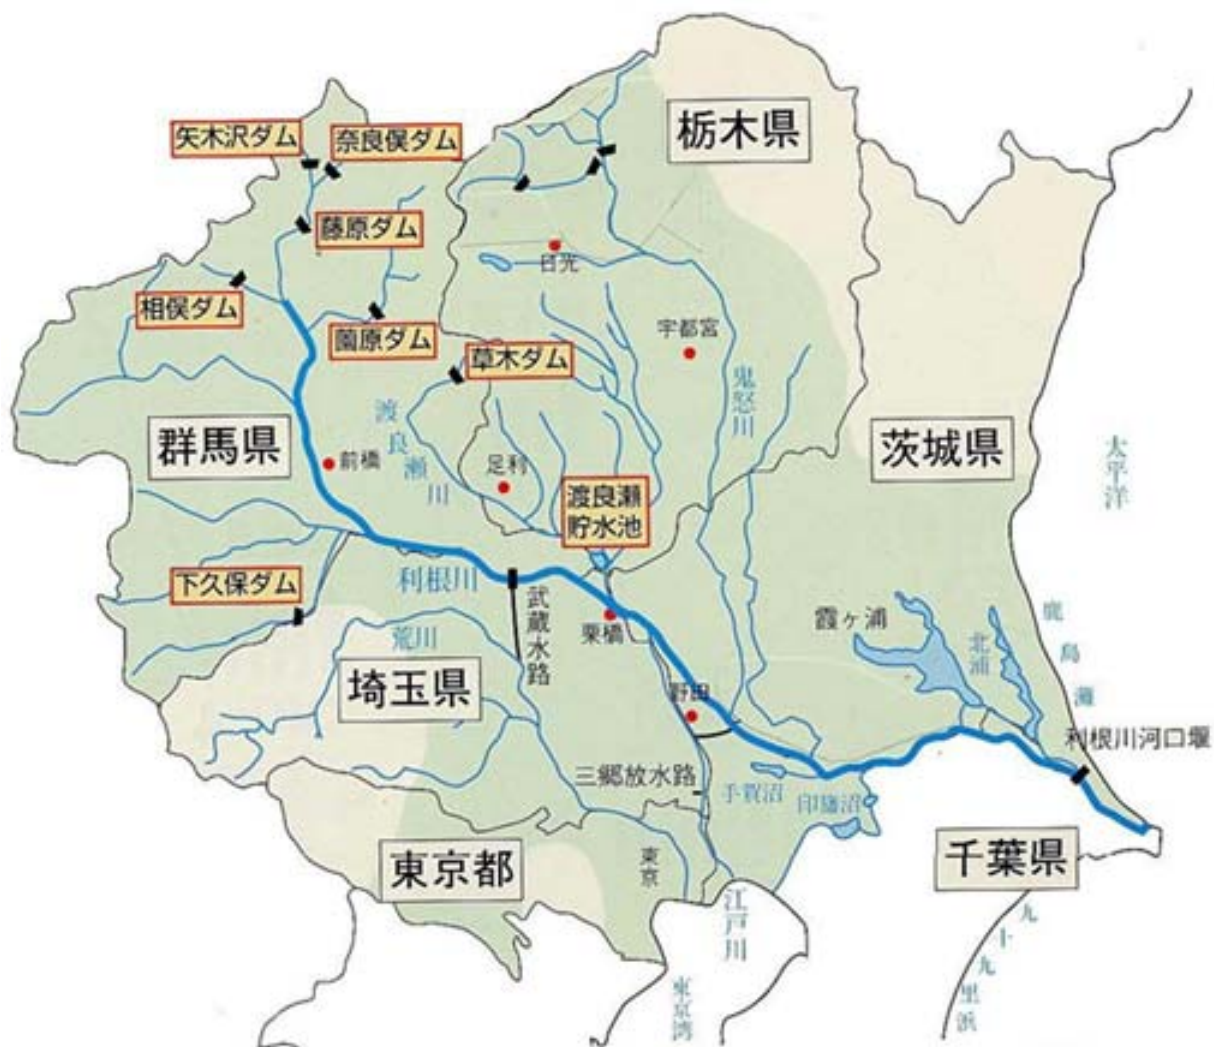 栃木県
矢木沢ダム
奈良俣ダム
藤原ダム
日光
相俣ダム
薗原ダム
草木ダム
宇都宮
鬼怒川
渡良瀬川
群馬県
前橋
足利
茨城県
太平洋
渡良瀬
貯水池
下久保ダム
利根川
武蔵水路
栗橋
荒川
埼玉県
霞ヶ浦
北浦
鹿島灘
野田
利根川河口堰
三郷放水路
手賀沼
印旛沼
東京都
東京
千葉県
江戸川
九十九里浜
東京湾